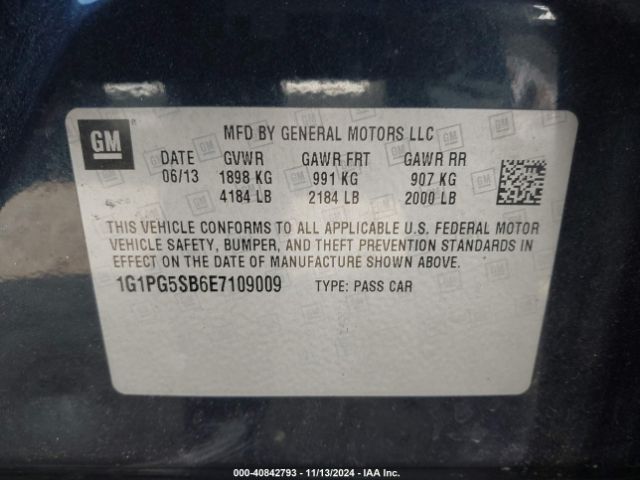 GM
MFD BY GENERAL MOTORS LLC
DATE GVWR GAWR FRT GAWR RR
06/13 1898 KG 991 KG 907 KG
4184 LB 2184 LB 2000 LB
THIS VEHICLE CONFORMS TO ALL APPLICABLE U.S. FEDERAL MOTOR
VEHICLE SAFETY, BUMPER, AND THEFT PREVENTION STANDARDS IN
EFFECT ON THE DATE OF MANUFACTURE SHOWN ABOVE.
1G1PG5SB6E7109009 TYPE: PASS CAR
000-40842793 - 11/13/2024 - IAA Inc.